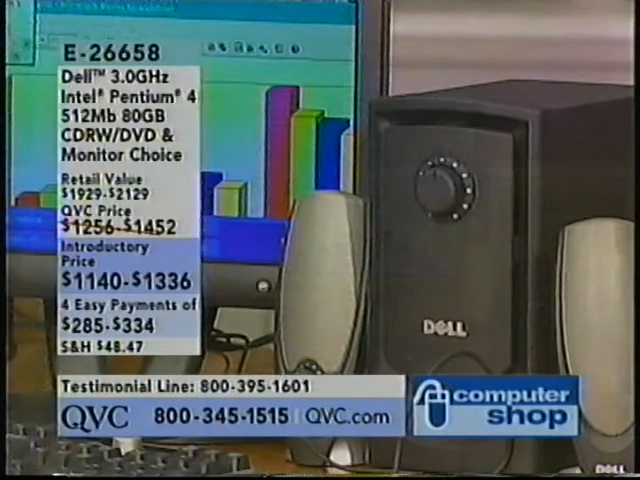 E-26658
Dell™ 3.0GHz
Intel® Pentium® 4
512Mb 80GB
CDRW/DVD &
Monitor Choice
Retail Value
$1929-$2129
QVC Price
$1256-$1452
Introductory
Price
$1140-$1336
4 Easy Payments of
$285-$334
S&H $48.47
DELL
Testimonial Line: 800-395-1601
QVC 800-345-1515 QVC.com
computer
shop
DELL